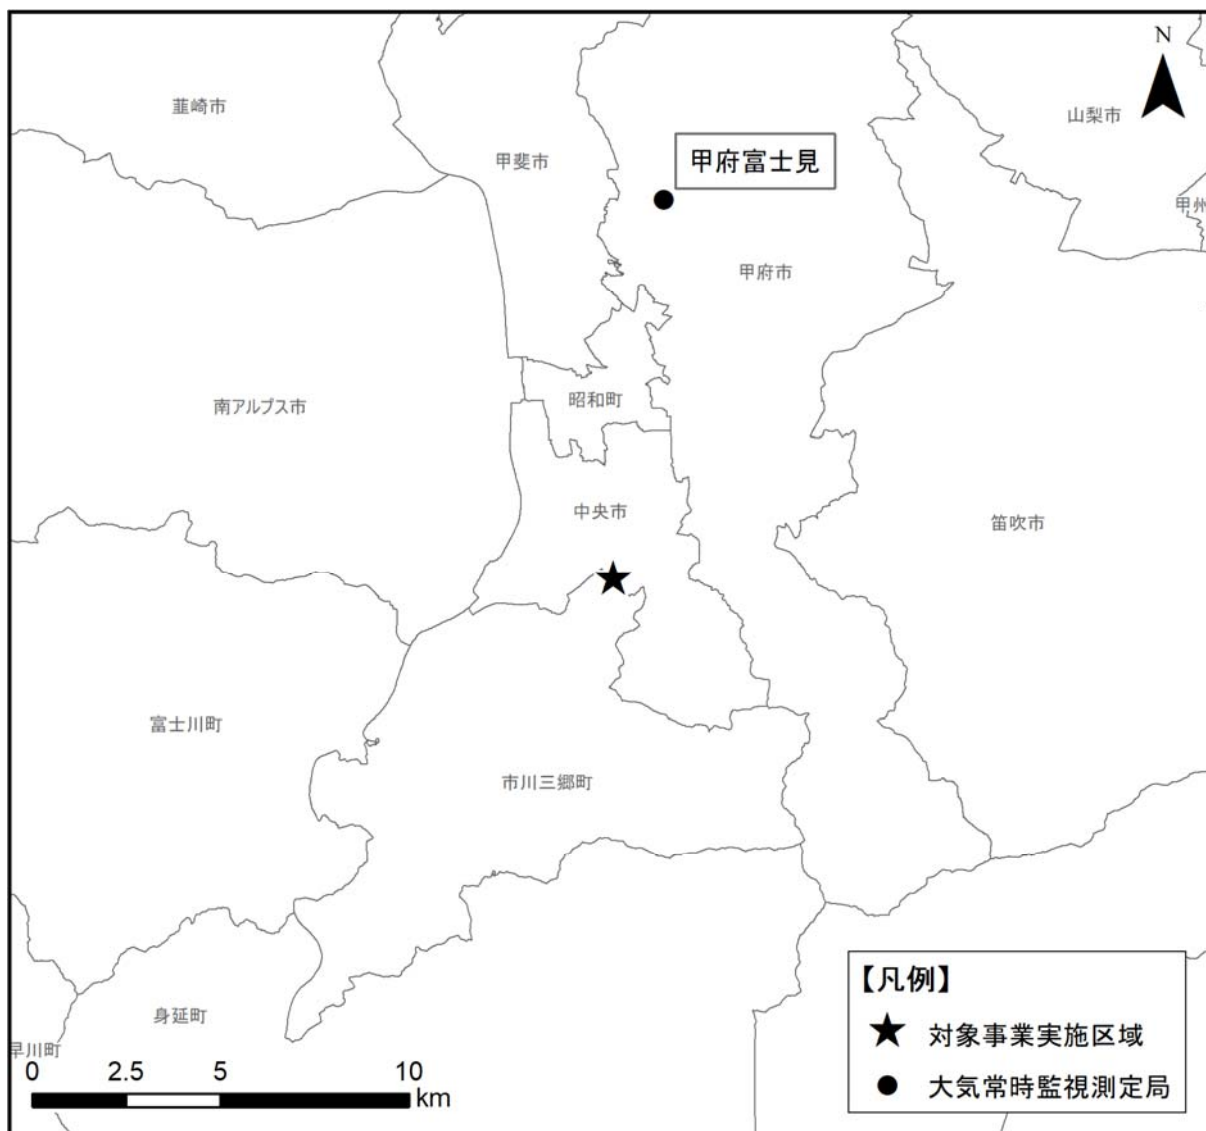 N
韮崎市
山梨市
甲斐市
甲府富士見
甲州
甲府市
昭和町
南アルプス市
中央市
笛吹市
富士川町
市川三郷町
【凡例】
身延町
★ 対象事業実施区域
早川町
0 2.5 5 10
km
● 大気常時監視測定局